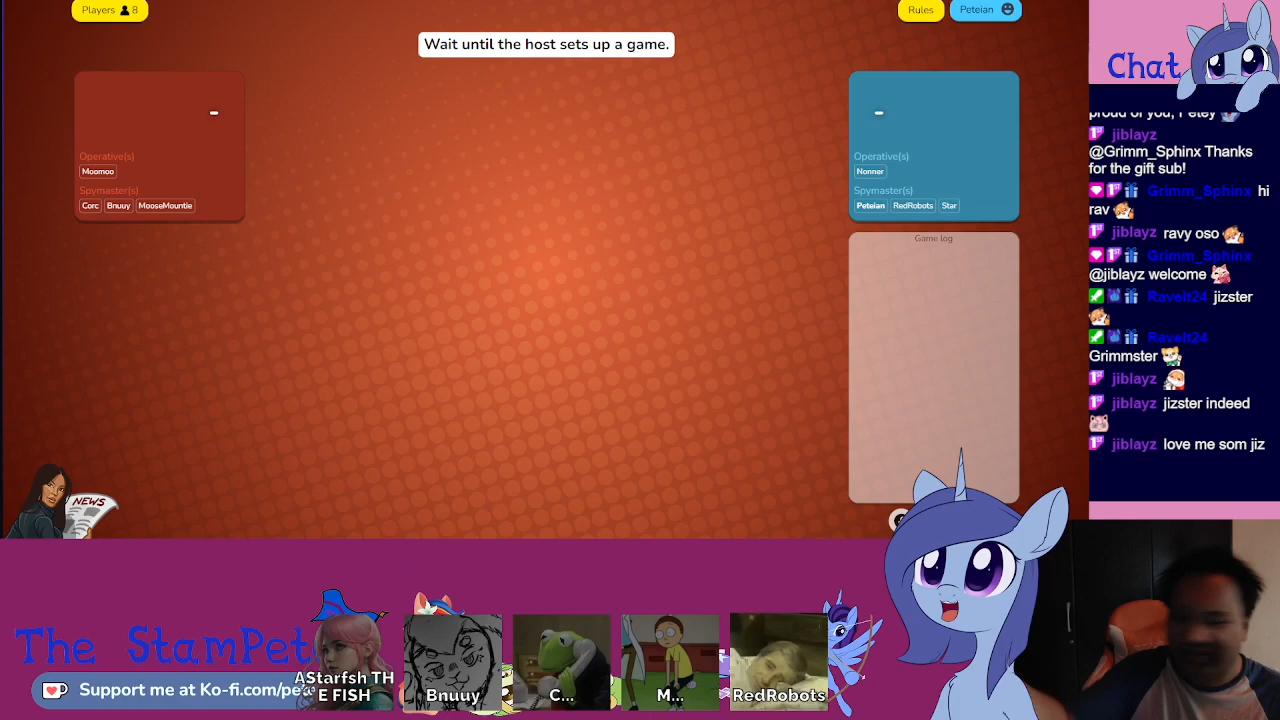 Players 8
Rules
Peteian
Wait until the host sets up a game.
-
Operative(s)
Moomoo
Spymaster(s)
Corc Bnuuy MooseMountie
-
Operative(s)
Nonner
Spymaster(s)
Peteian RedRobots Star
Game log
Chat
proud of you, Petey
jiblayz
@Grimm_Sphinx Thanks
for the gift sub!
Grimm_Sphinx hi
rav
jiblayz ravy oso
Grimm_Sphinx
@jiblayz welcome
Ravelt24 jizster
Ravelt24
Grimmster
jiblayz
jiblayz jizster indeed
jiblayz love me som jiz
NEWS
The StamPet
Support me at Ko-fi.com/pe
AStarfsh TH
E FISH
Bnuuy
C...
M...
RedRobots